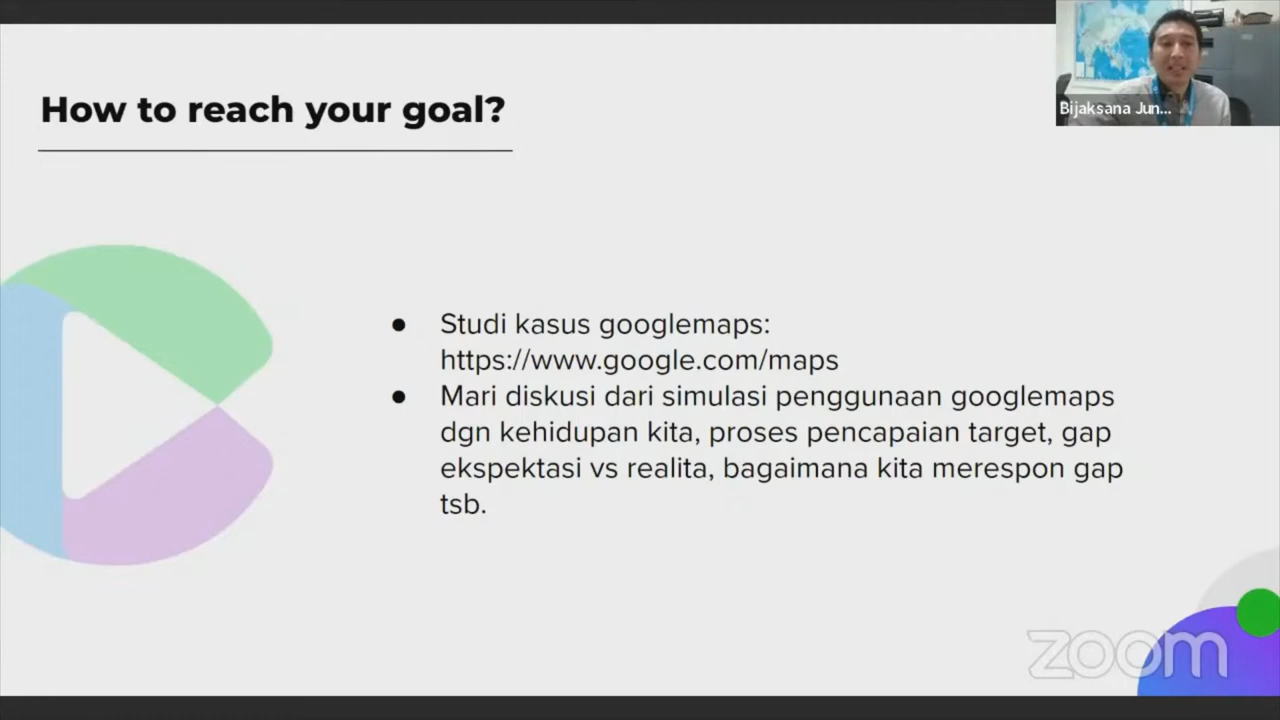 How to reach your goal?
Bijaksana Jun...
● Studi kasus googlemaps:
https://www.google.com/maps
● Mari diskusi dari simulasi penggunaan googlemaps
dgn kehidupan kita, proses pencapaian target, gap
ekspektasi vs realita, bagaimana kita merespon gap
tsb.
zoom